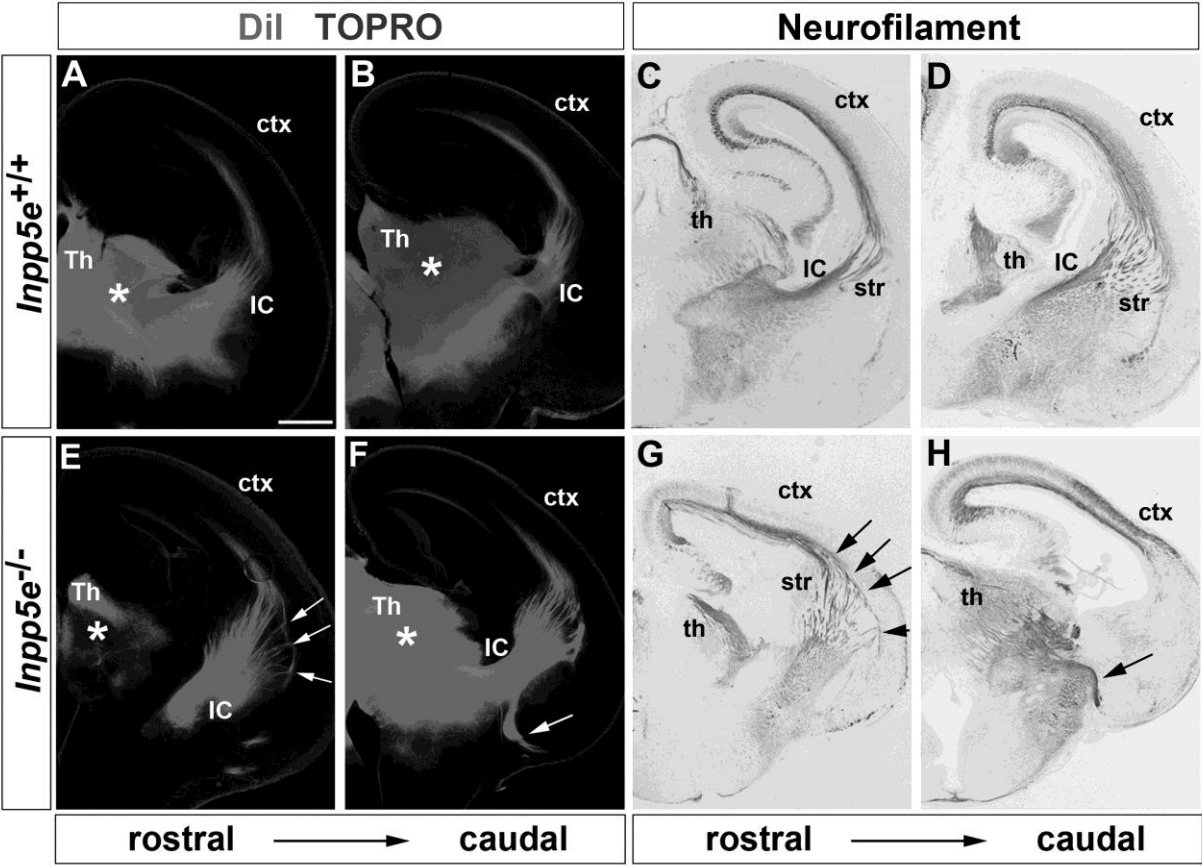 DiI TOPRO
Neurofilament
Inpp5e+/+
A
ctx
Th
*
IC
B
ctx
Th
*
IC
C
ctx
th
IC
str
D
ctx
th
IC
str
Inpp5e-/-
E
ctx
Th
*
IC
F
ctx
Th
*
IC
G
ctx
str
th
H
ctx
th
rostral
caudal
rostral
caudal